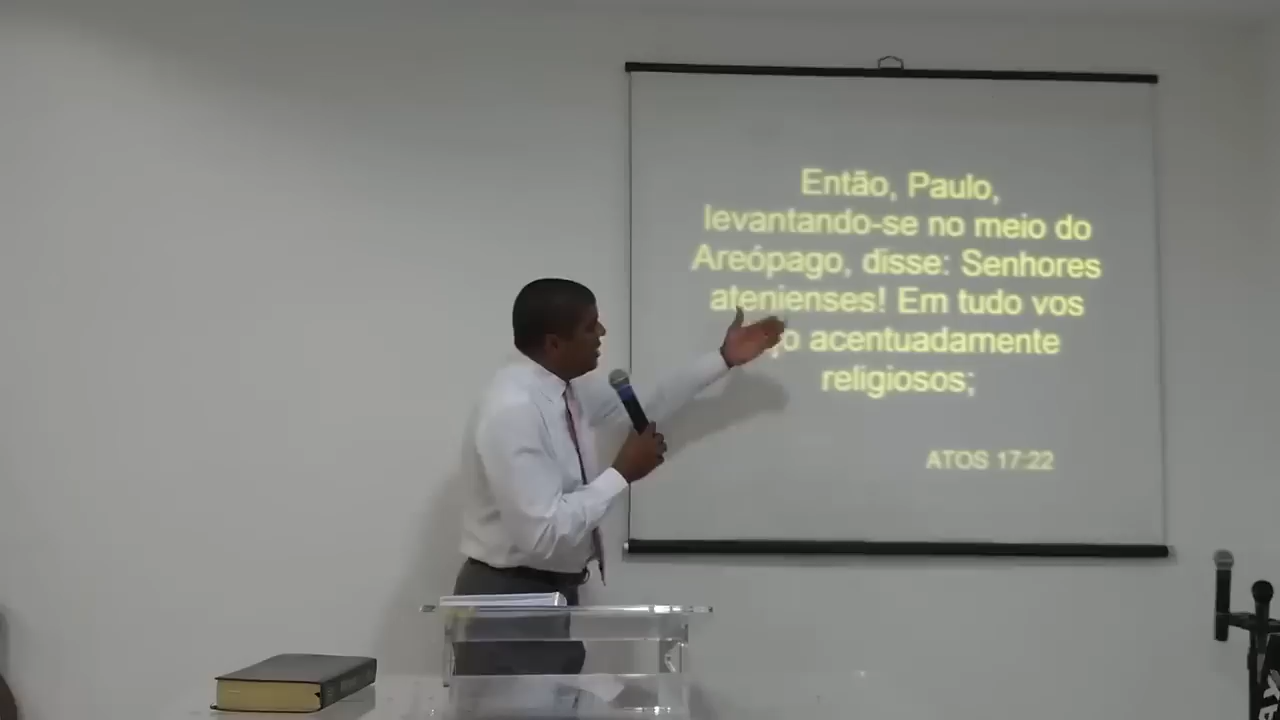 Então, Paulo,
levantando-se no meio do
Areópago, disse: Senhores
atenienses! Em tudo vos
acentuadamente
religiosos;
ATOS 17:22